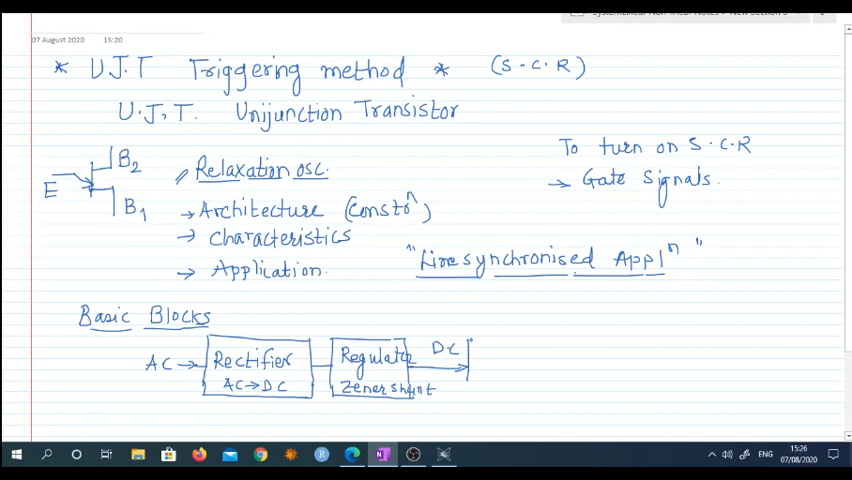 07 August 2020 15:20
* U.J.T Triggering method * (S.C.R)
U.J.T. Unijunction Transistor
To turn on S.C.R
→ Gate Signals.
E B2 B1
Relaxation osc.
→ Architecture (Constrⁿ)
→ Characteristics
→ Application.
"Linesynchronised Applⁿ"
Basic Blocks
AC → Rectifier AC→DC
Regulator Zener shunt
DC
ENG
15:26
07/08/2020